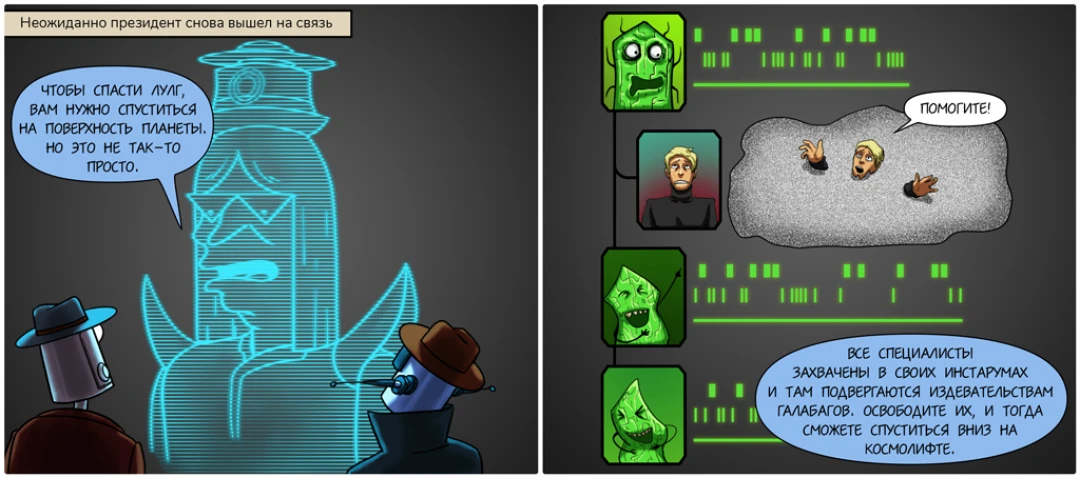 Неожиданно президент снова вышел на связь
ЧТОБЫ СПАСТИ ЛУЛГ,
ВАМ НУЖНО СПУСТИТЬСЯ
НА ПОВЕРХНОСТЬ ПЛАНЕТЫ.
НО ЭТО НЕ ТАК-ТО
ПРОСТО.
ПОМОГИТЕ!
ВСЕ СПЕЦИАЛИСТЫ
ЗАХВАЧЕНЫ В СВОИХ ИНСТАРУМАХ
И ТАМ ПОДВЕРГАЮТСЯ ИЗДЕВАТЕЛЬСТВАМ
ГАЛАБАГОВ. ОСВОБОДИТЕ ИХ, И ТОГДА
СМОЖЕТЕ СПУСТИТЬСЯ ВНИЗ НА
КОСМОЛИФТЕ.